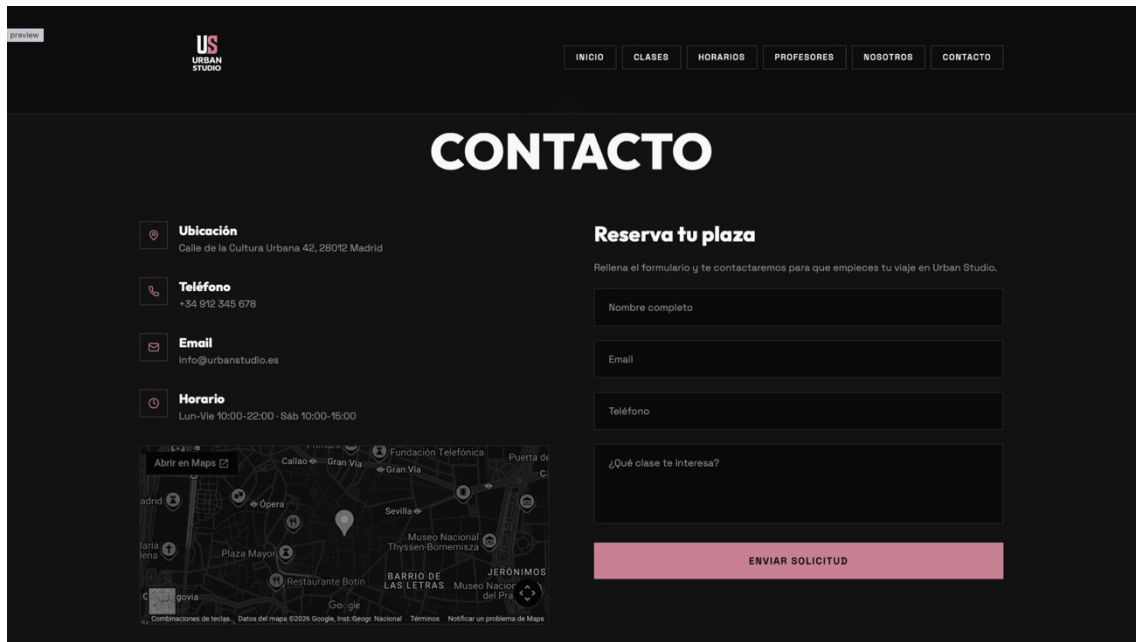 preview
US
URBAN
STUDIO
INICIO
CLASES
HORARIOS
PROFESORES
NOSOTROS
CONTACTO
CONTACTO
Ubicación
Calle de la Cultura Urbana 42, 28012 Madrid
Teléfono
+34 912 345 678
Email
info@urbanstudio.es
Horario
Lun-Vie 10:00-22:00 · Sáb 10:00-15:00
Abrir en Maps
Callao
Gran Vía
Fundación Telefónica
Gran Vía
Puerta de
Ópera
Sevilla
Museo Nacional
Thyssen-Bornemisza
Plaza Mayor
Restaurante Botín
BARRIO DE
LAS LETRAS
JERÓNIMOS
Museo Nacion
del Pra
Google
Combinaciones de teclas
Datos del mapa ©2026 Google, Inst. Geogr. Nacional
Términos
Notificar un problema de Maps
Reserva tu plaza
Rellena el formulario y te contactaremos para que empieces tu viaje en Urban Studio.
Nombre completo
Email
Teléfono
¿Qué clase te interesa?
ENVIAR SOLICITUD